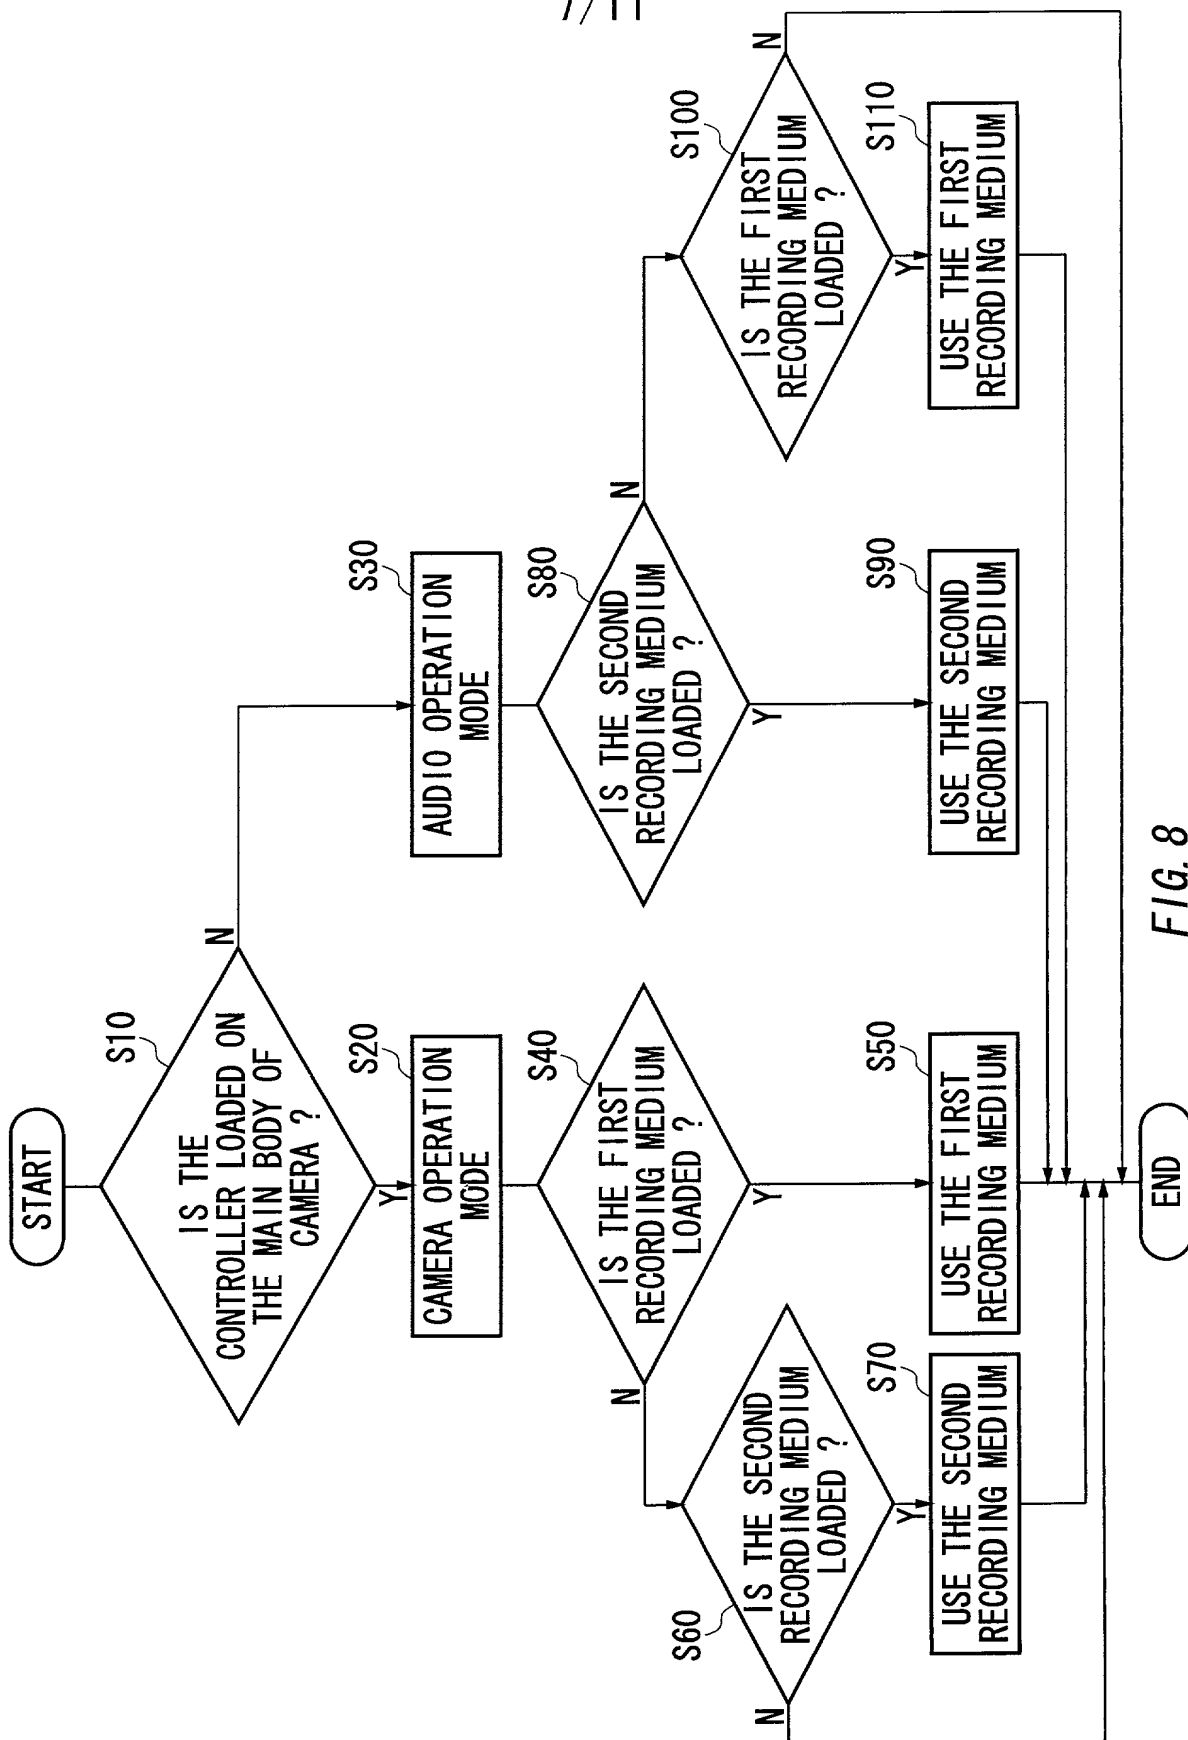 7/11
START
S10
IS THE
CONTROLLER LOADED ON
THE MAIN BODY OF
CAMERA ?
N
Y
S20
CAMERA OPERATION
MODE
S30
AUDIO OPERATION
MODE
S40
IS THE FIRST
RECORDING MEDIUM
LOADED ?
N
Y
S80
IS THE SECOND
RECORDING MEDIUM
LOADED ?
N
Y
S60
IS THE SECOND
RECORDING MEDIUM
LOADED ?
N
Y
S100
IS THE FIRST
RECORDING MEDIUM
LOADED ?
N
Y
S70
USE THE SECOND
RECORDING MEDIUM
S50
USE THE FIRST
RECORDING MEDIUM
S90
USE THE SECOND
RECORDING MEDIUM
S110
USE THE FIRST
RECORDING MEDIUM
END
FIG. 8